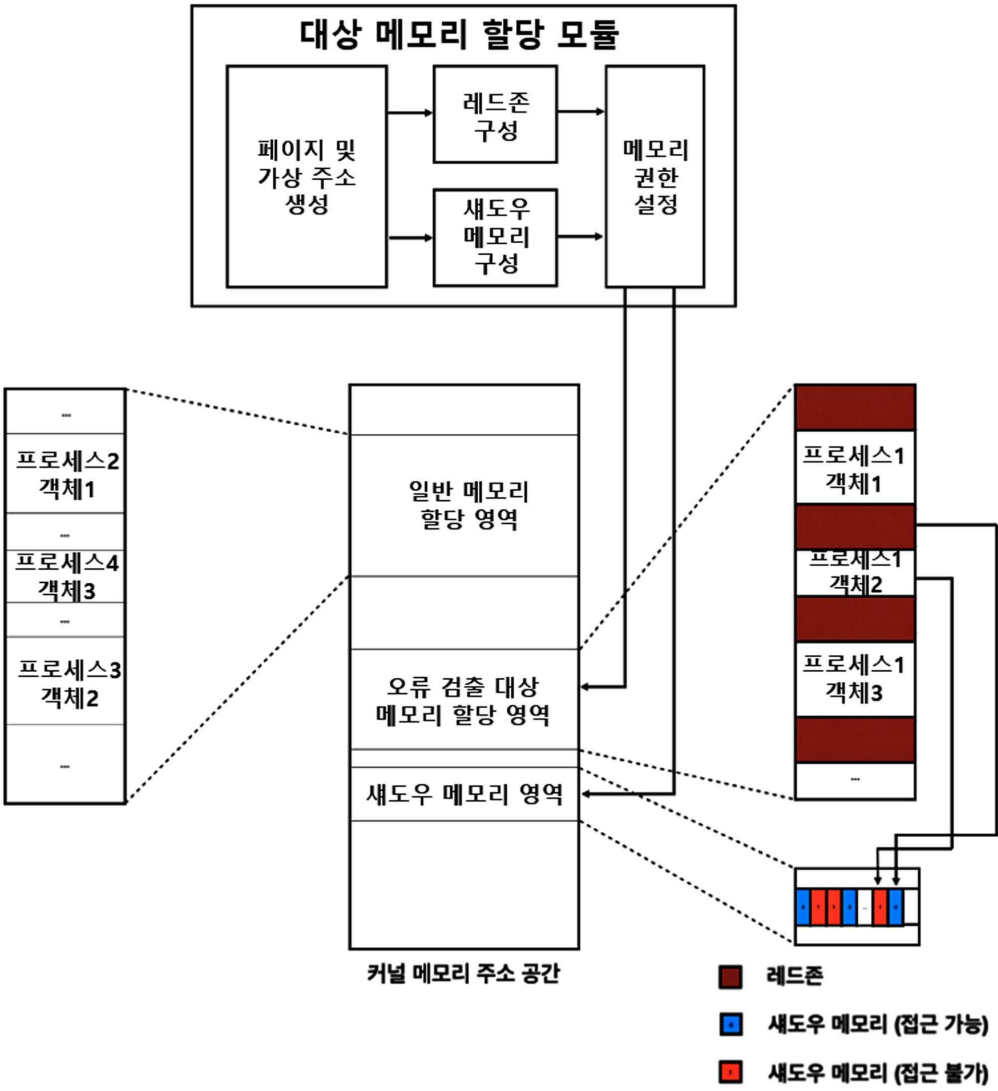 대상 메모리 할당 모듈
페이지 및
가상 주소
생성
레드존
구성
섀도우
메모리
구성
메모리
권한
설정
...
프로세스2
객체1
...
프로세스4
객체3
...
프로세스3
객체2
...
일반 메모리
할당 영역
오류 검출 대상
메모리 할당 영역
섀도우 메모리 영역
커널 메모리 주소 공간
프로세스1
객체1
프로세스1
객체2
프로세스1
객체3
...
레드존
섀도우 메모리 (접근 가능)
섀도우 메모리 (접근 불가)